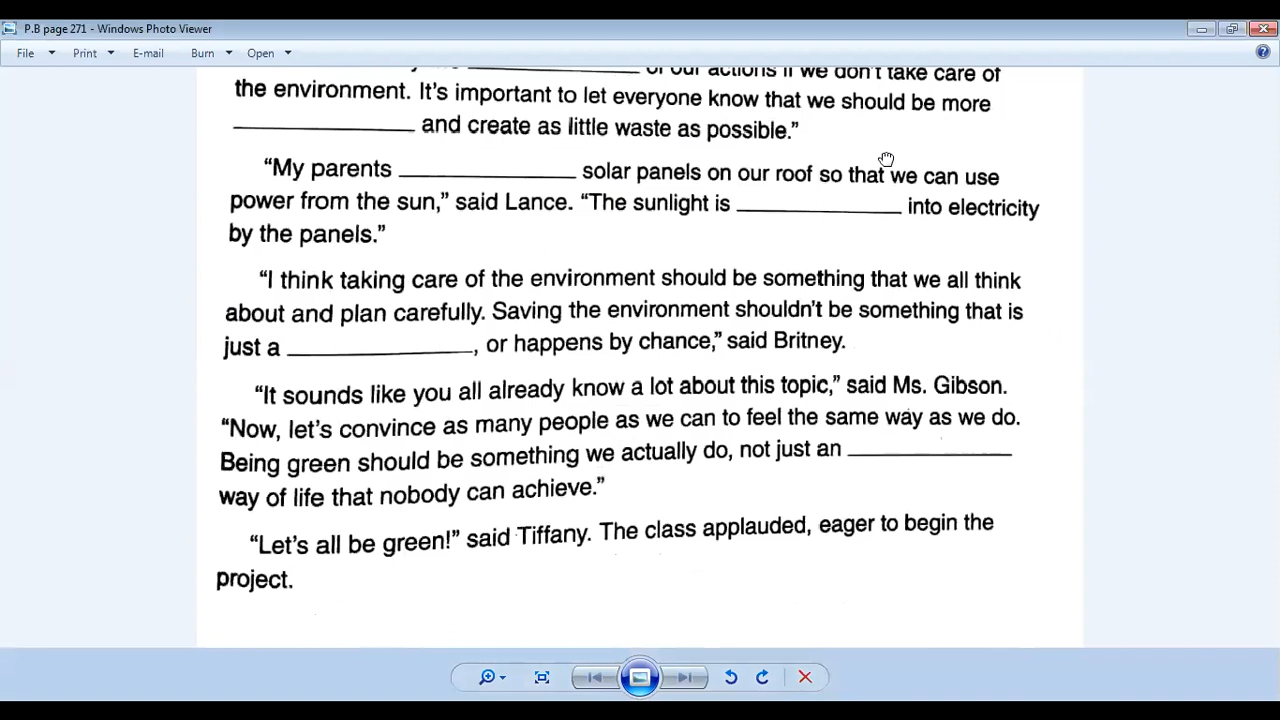 P.B page 271 - Windows Photo Viewer
File Print E-mail Burn Open
_______________ of our actions if we don't take care of
the environment. It's important to let everyone know that we should be more
_______________ and create as little waste as possible.”
“My parents _______________ solar panels on our roof so that we can use
power from the sun,” said Lance. “The sunlight is _______________ into electricity
by the panels.”
“I think taking care of the environment should be something that we all think
about and plan carefully. Saving the environment shouldn't be something that is
just a _______________, or happens by chance,” said Britney.
“It sounds like you all already know a lot about this topic,” said Ms. Gibson.
“Now, let's convince as many people as we can to feel the same way as we do.
Being green should be something we actually do, not just an _______________
way of life that nobody can achieve.”
“Let's all be green!” said Tiffany. The class applauded, eager to begin the
project.